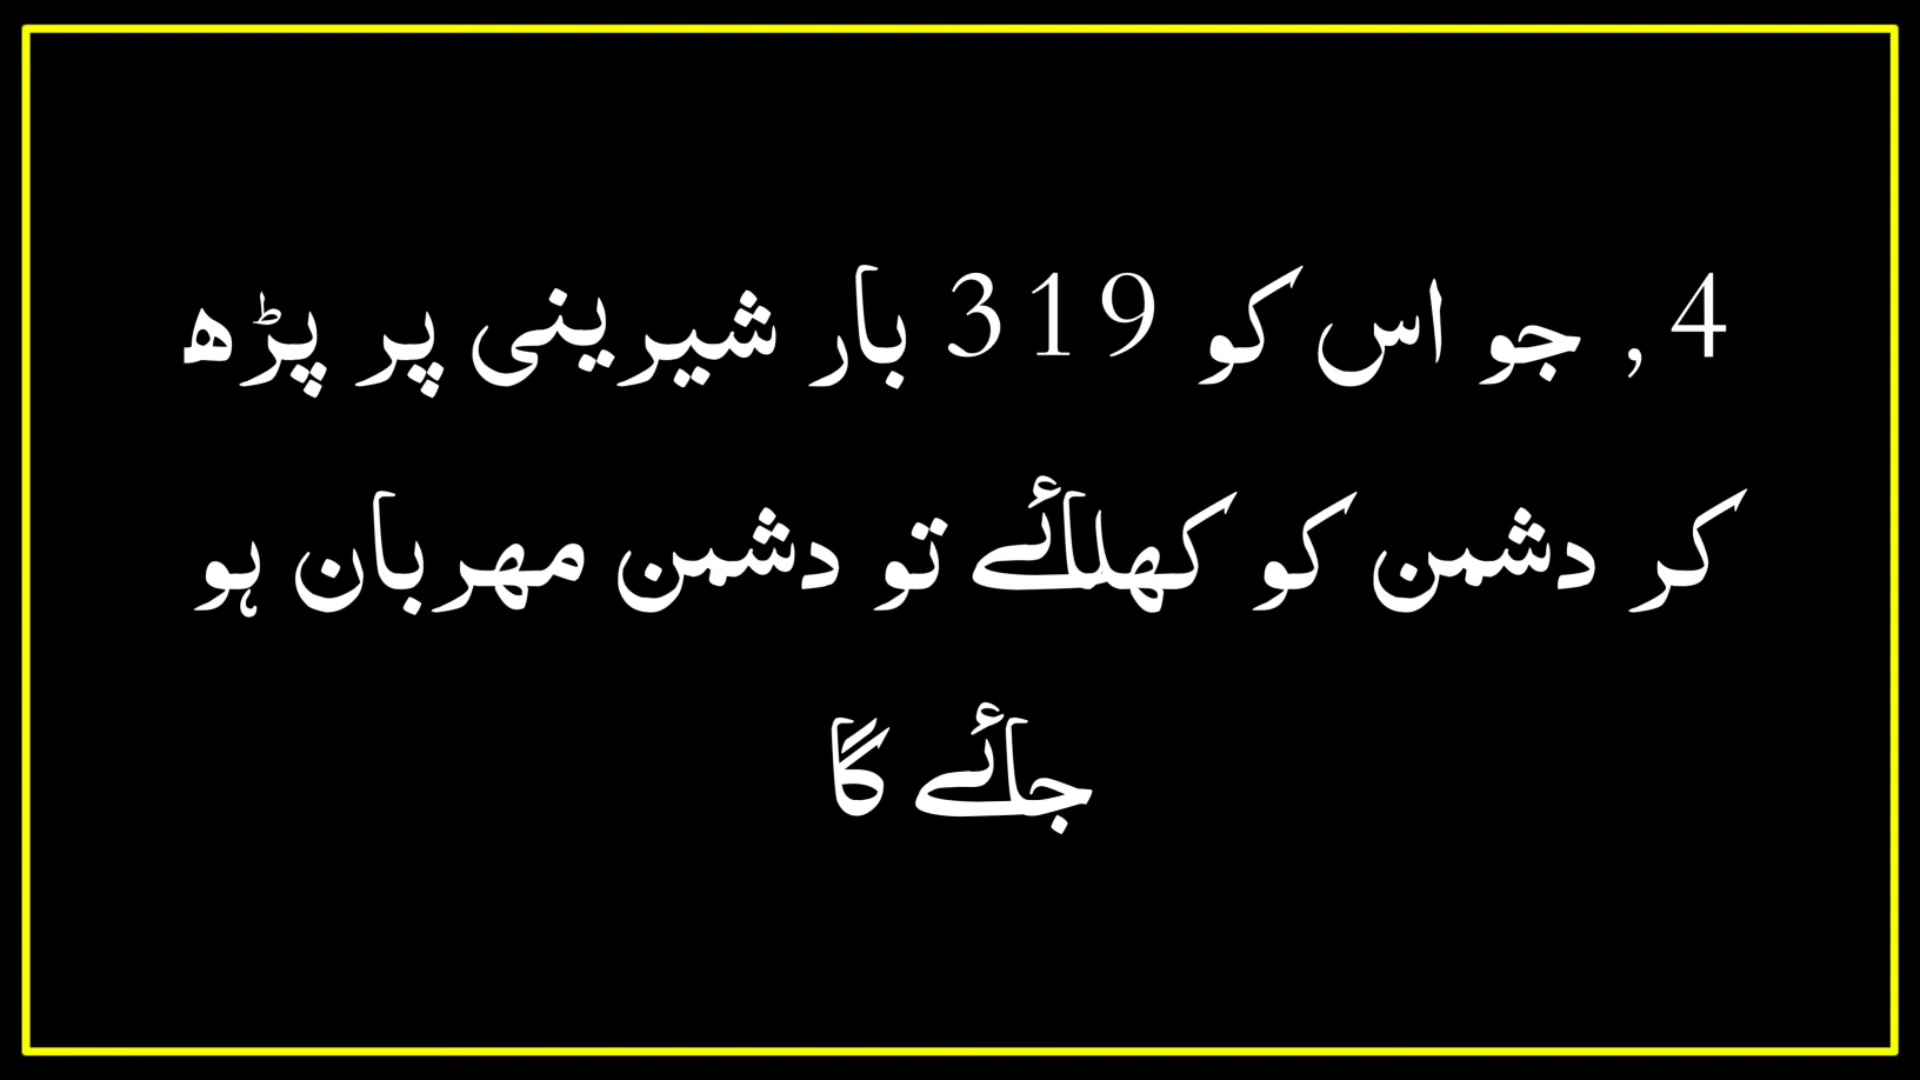 4, جو اس کو 319 بار شیرینی پر پڑھ
کر دشمن کو کھلائے تو دشمن مہربان ہو
جائے گا